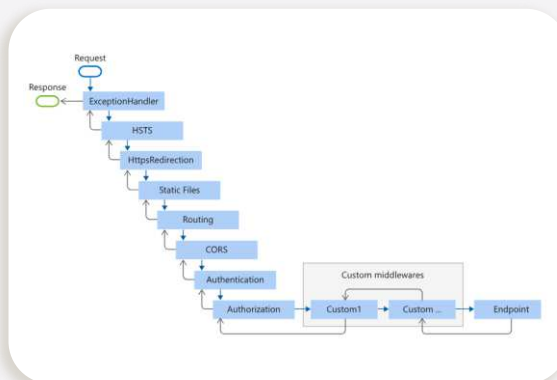 Request
Response
ExceptionHandler
HSTS
HttpsRedirection
Static Files
Routing
CORS
Authentication
Custom middlewares
Authorization
Custom1
Custom ...
Endpoint